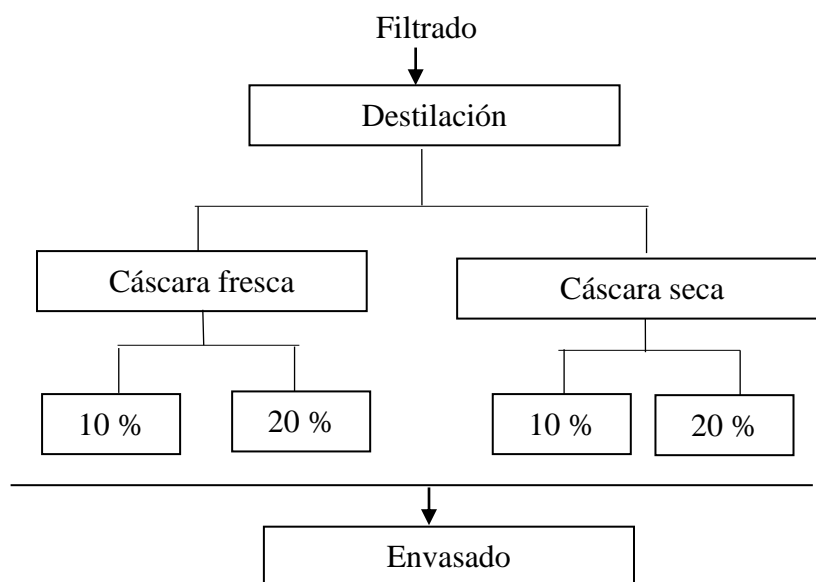 Filtrado
Destilación
Cáscara fresca
Cáscara seca
10 %
20 %
10 %
20 %
Envasado